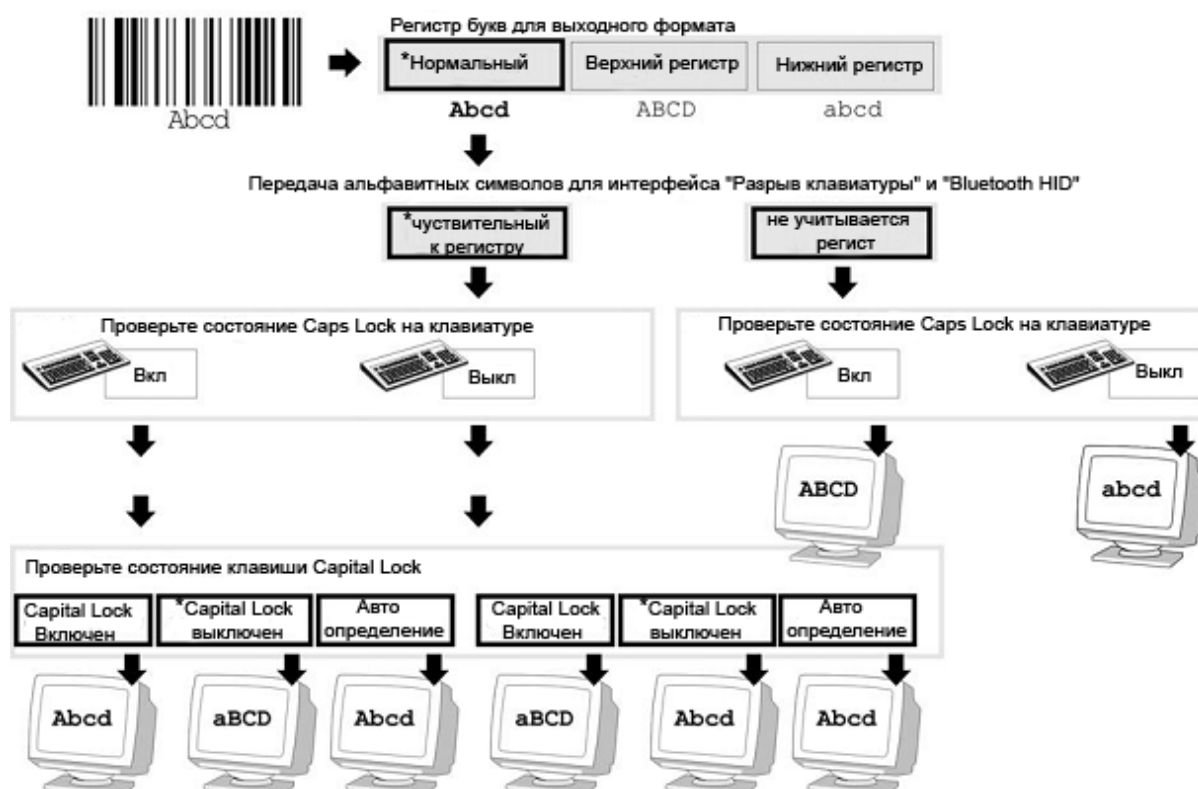 Регистр букв для выходного формата
*Нормальный
Верхний регистр
Нижний регистр
Abcd
Abcd
ABCD
abcd
Передача альфавитных символов для интерфейса "Разрыв клавиатуры" и "Bluetooth HID"
*чуствительный
к регистру
не учитывается
регист
Проверьте состояние Caps Lock на клавиатуре
Вкл
Выкл
Проверьте состояние Caps Lock на клавиатуре
Вкл
Выкл
ABCD
abcd
Проверьте состояние клавиши Capital Lock
Capital Lock
Включен
*Capital Lock
выключен
Авто
определение
Capital Lock
Включен
*Capital Lock
выключен
Авто
определение
Abcd
aBCD
Abcd
aBCD
Abcd
Abcd